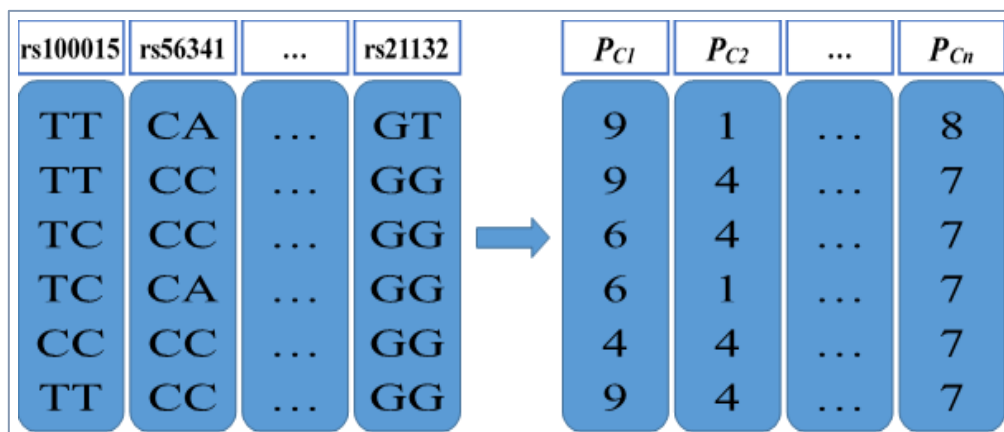 rs100015 rs56341 ... rs21132 PC1 PC2 ... PCn
TT CA ... GT 9 1 ... 8
TT CC ... GG 9 4 ... 7
TC CC ... GG 6 4 ... 7
TC CA ... GG 6 1 ... 7
CC CC ... GG 4 4 ... 7
TT CC ... GG 9 4 ... 7